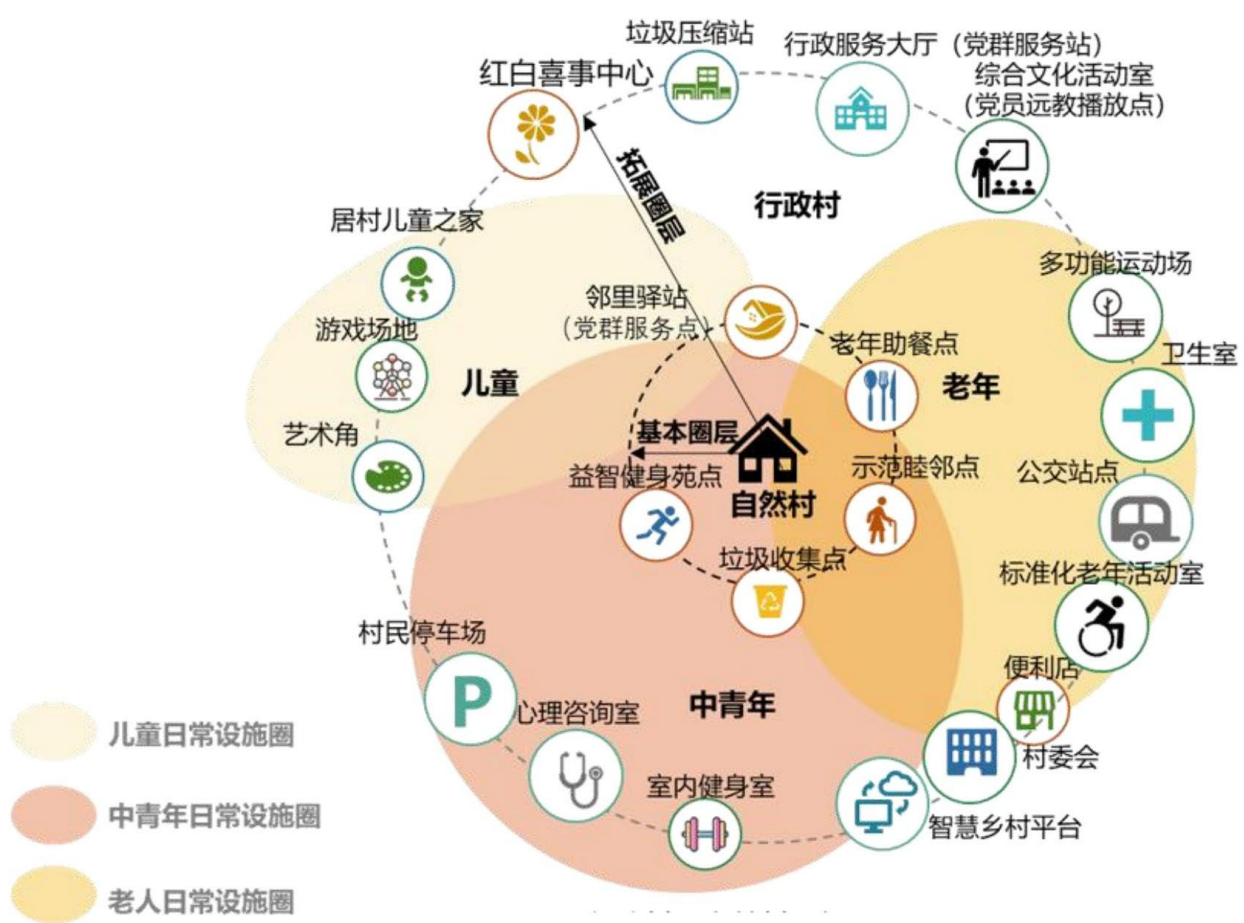 垃圾压缩站
行政服务大厅（党群服务站）
红白喜事中心
综合文化活动室
（党员远教播放点）
拓展圈层
行政村
居村儿童之家
多功能运动场
邻里驿站
（党群服务点）
游戏场地
老年助餐点
卫生室
儿童
老年
艺术角
基本圈层
益智健身苑点
示范睦邻点
公交站点
自然村
垃圾收集点
标准化老年活动室
村民停车场
P
便利店
中青年
心理咨询室
村委会
室内健身室
智慧乡村平台
儿童日常设施圈
中青年日常设施圈
老人日常设施圈